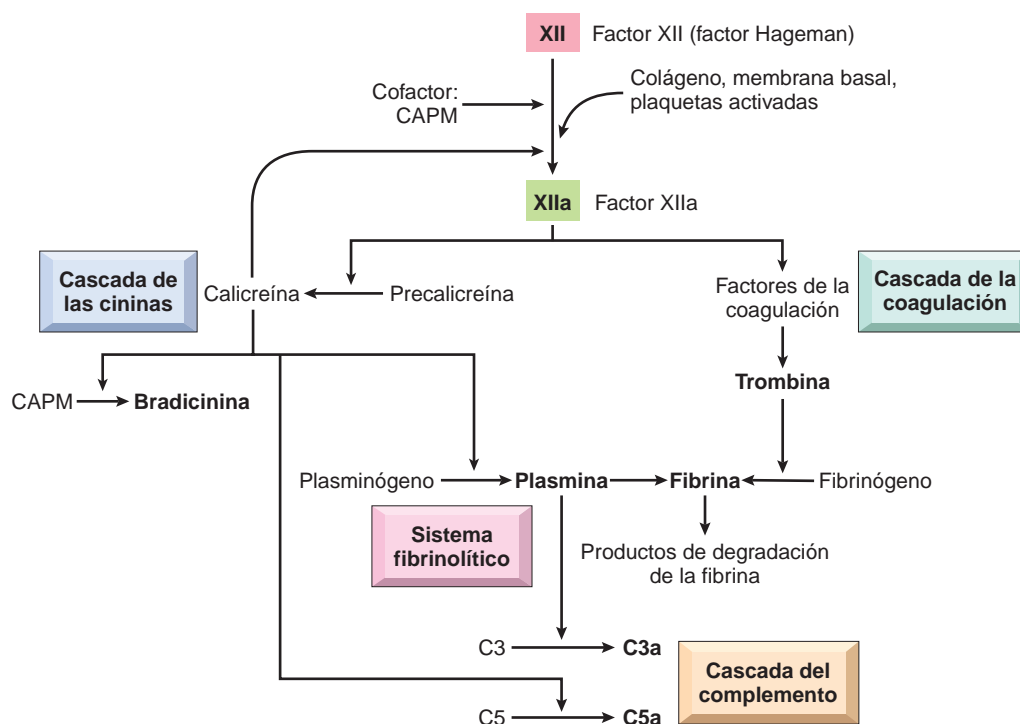 XII
Factor XII (factor Hageman)
Cofactor:
CAPM
Colágeno, membrana basal,
plaquetas activadas
XIIa
Factor XIIa
Cascada de
las cininas
Calicreína
Precalicreína
Factores de la
coagulación
Cascada de la
coagulación
CAPM
Bradicinina
Trombina
Plasminógeno
Plasmina
Fibrina
Fibrinógeno
Sistema
fibrinolítico
Productos de degradación
de la fibrina
C3
C3a
Cascada del
complemento
C5
C5a